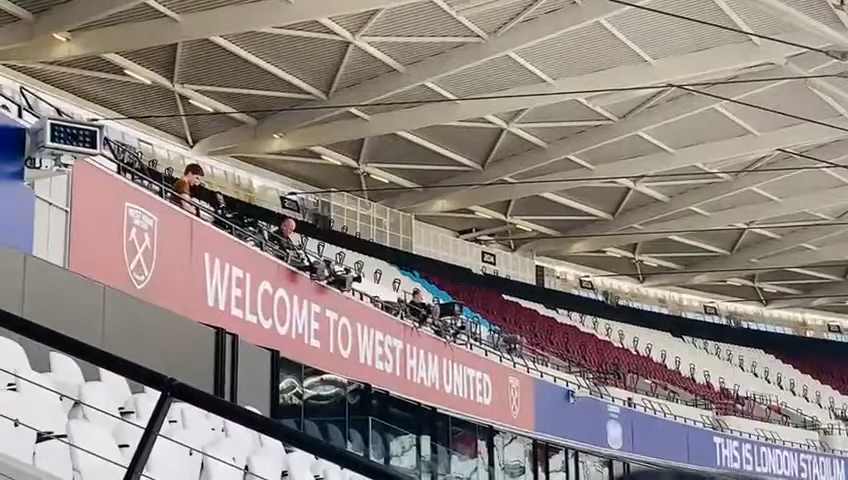 WELCOME TO WEST HAM UNITED
THIS IS LONDON STADIUM